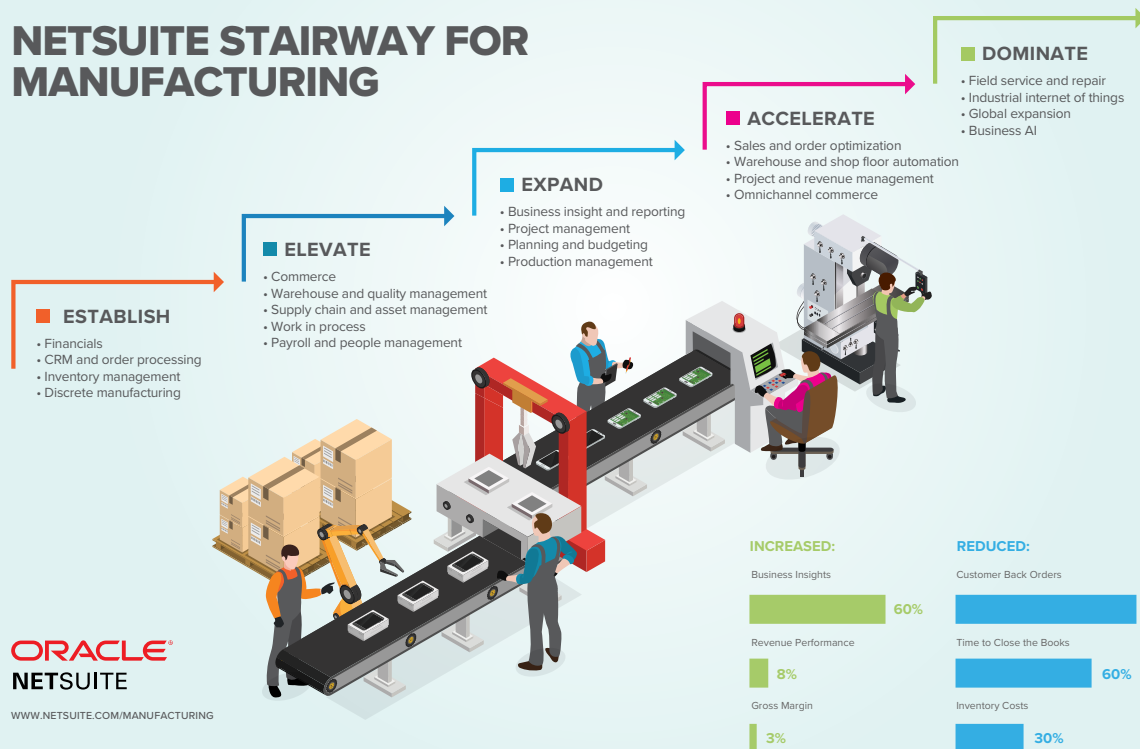 NETSUITE STAIRWAY FOR
MANUFACTURING
ESTABLISH
• Financials
• CRM and order processing
• Inventory management
• Discrete manufacturing
ELEVATE
• Commerce
• Warehouse and quality management
• Supply chain and asset management
• Work in process
• Payroll and people management
EXPAND
• Business insight and reporting
• Project management
• Planning and budgeting
• Production management
ACCELERATE
• Sales and order optimization
• Warehouse and shop floor automation
• Project and revenue management
• Omnichannel commerce
DOMINATE
• Field service and repair
• Industrial internet of things
• Global expansion
• Business AI
INCREASED:
Business Insights
60%
Revenue Performance
8%
Gross Margin
3%
REDUCED:
Customer Back Orders
Time to Close the Books
60%
Inventory Costs
30%
ORACLE®
NETSUITE
WWW.NETSUITE.COM/MANUFACTURING